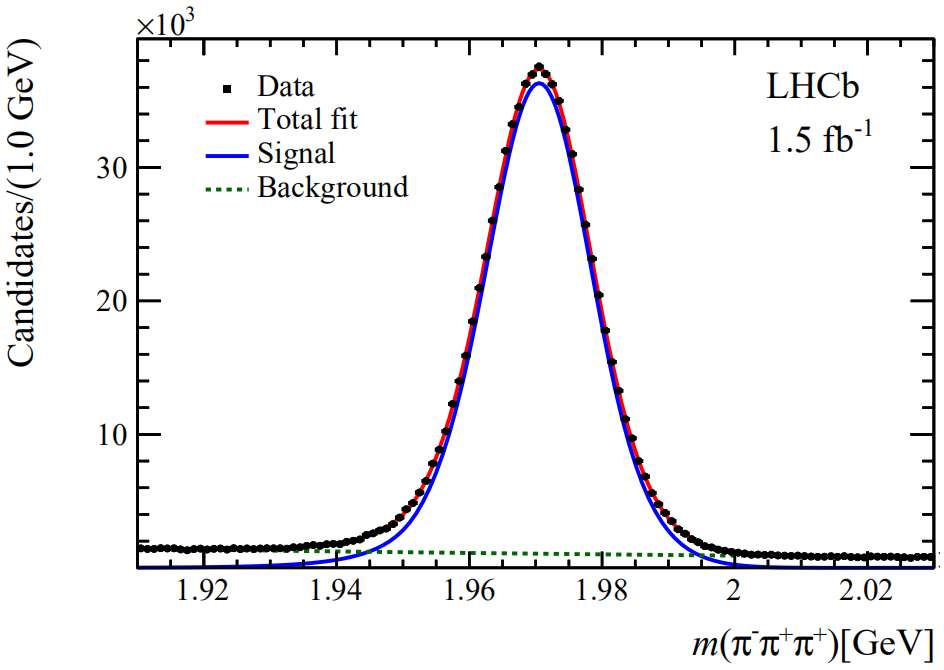 ×10³
Candidates/(1.0 GeV)
Data
Total fit
Signal
Background
LHCb
1.5 fb⁻¹
30
20
10
1.92 1.94 1.96 1.98 2 2.02
m(π⁻π⁺π⁺)[GeV]